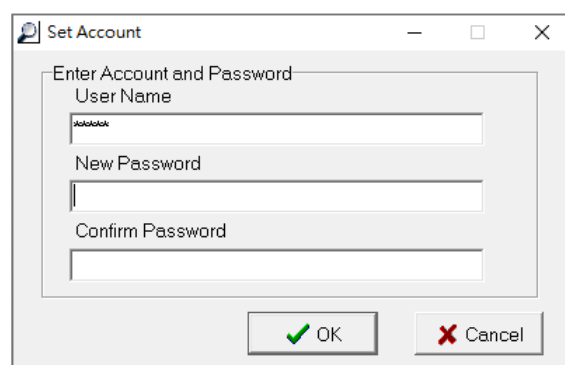 Set Account
Enter Account and Password
User Name
*****
New Password
Confirm Password
OK
Cancel